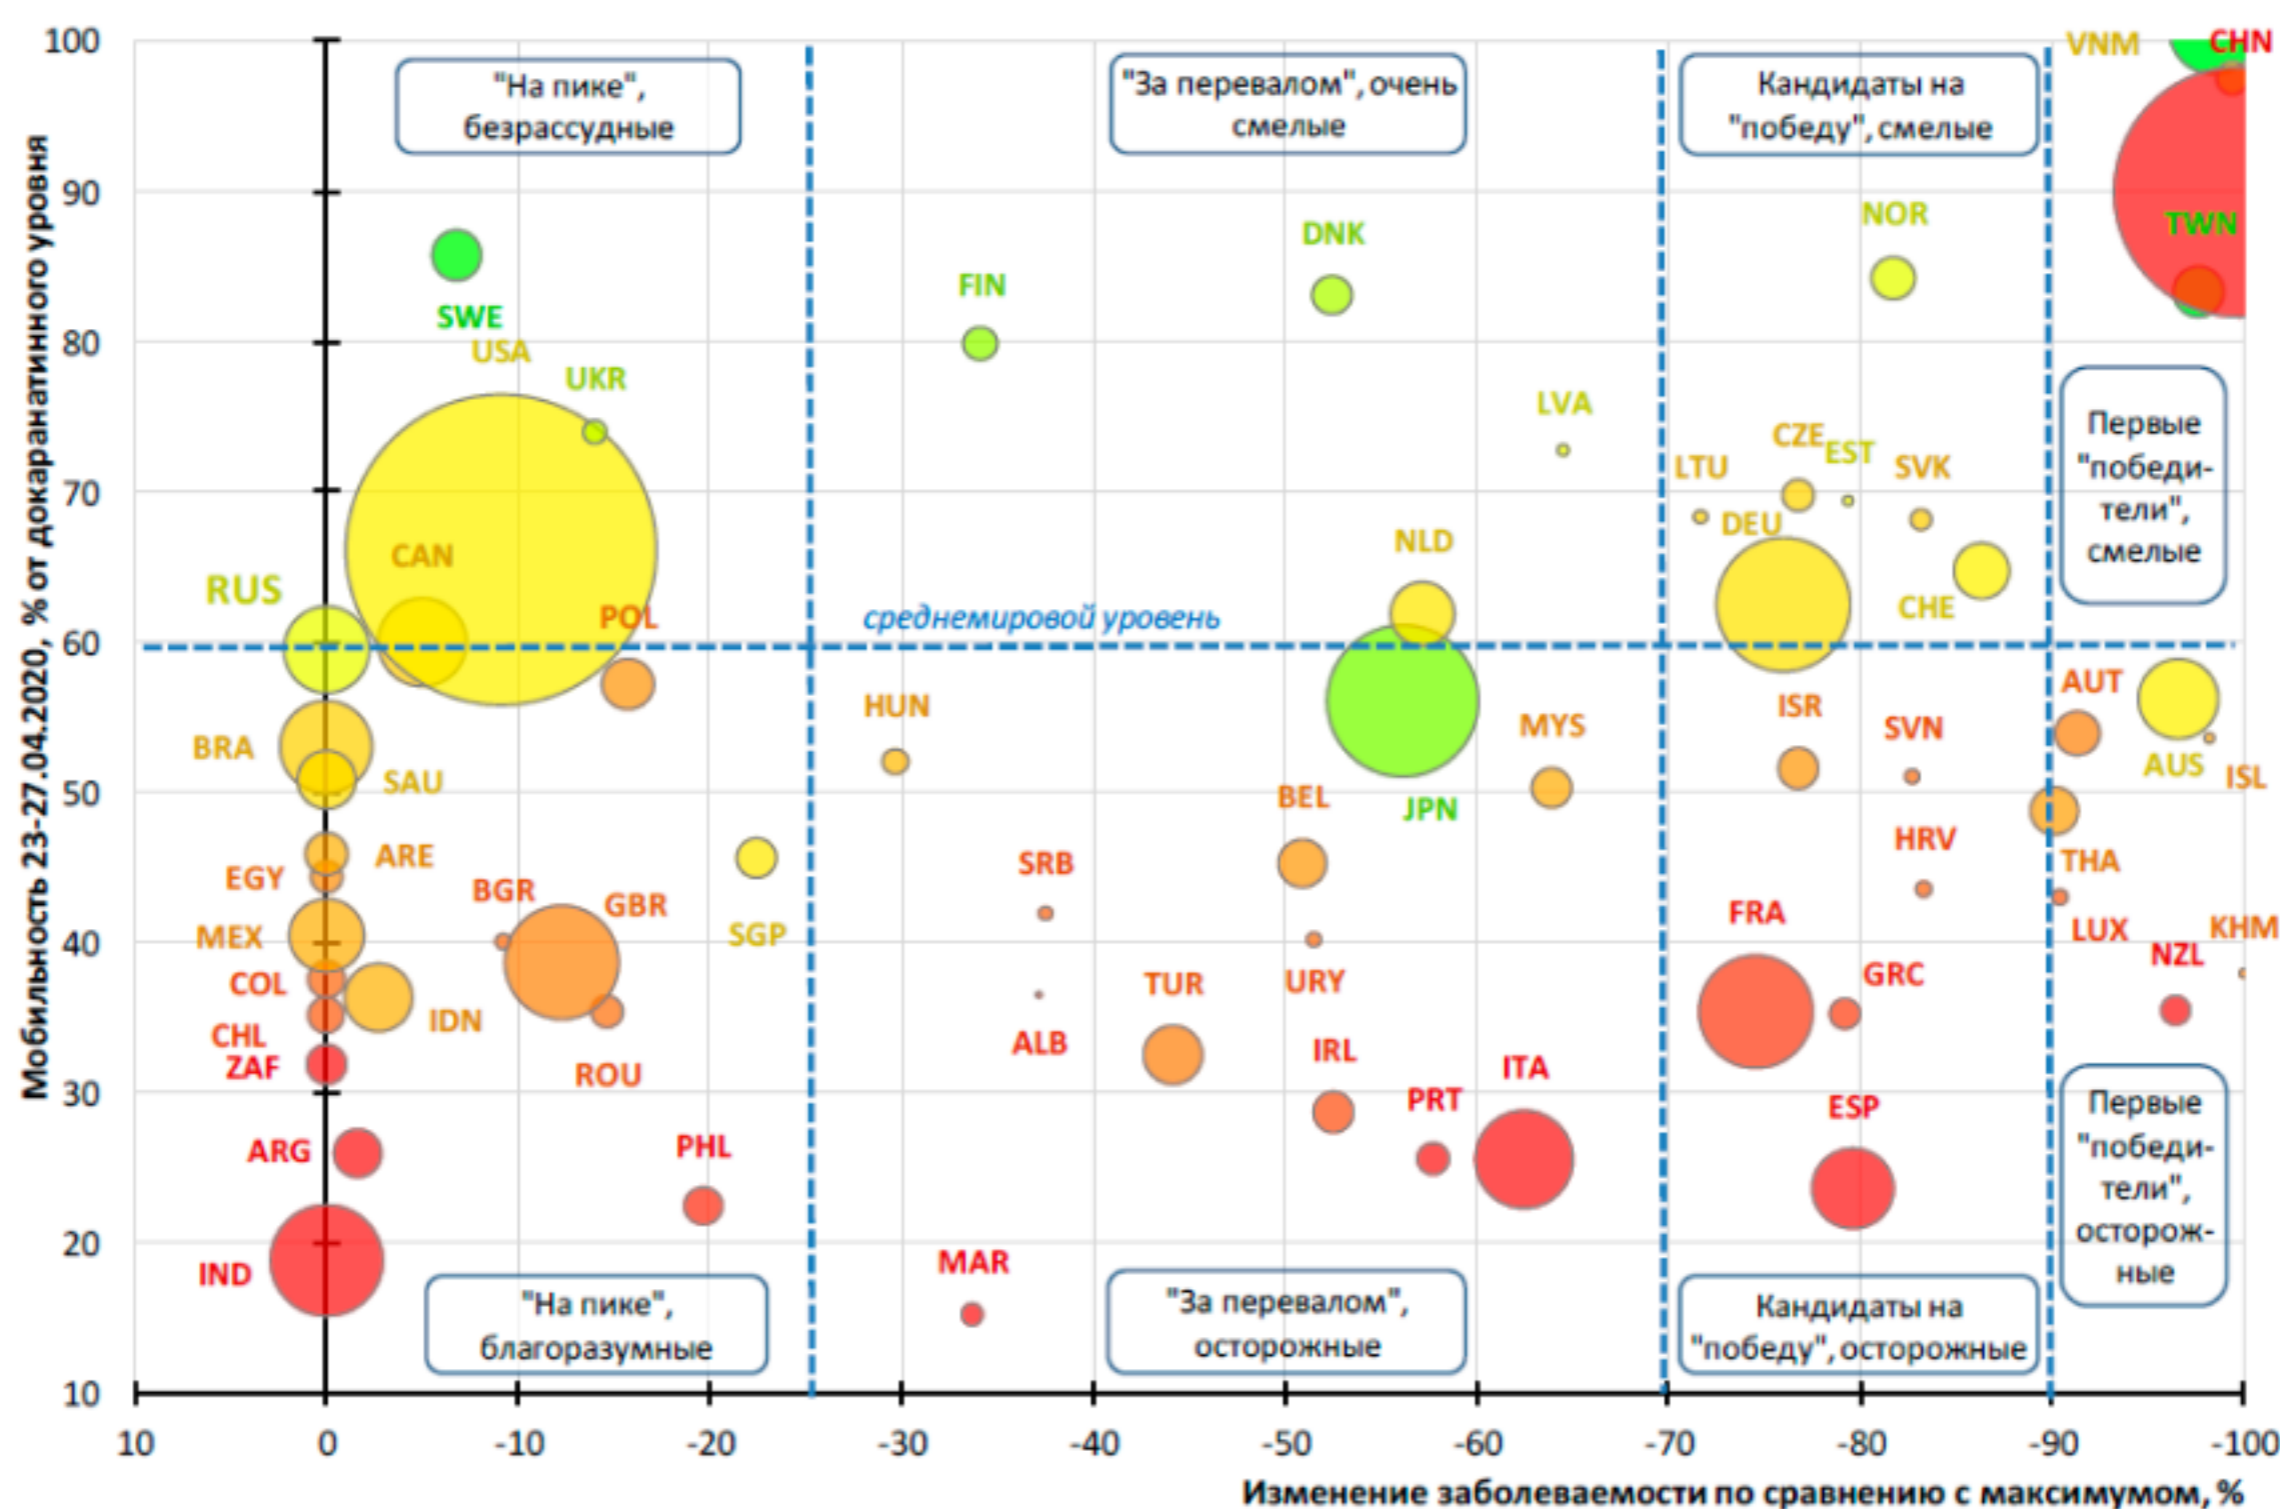 Мобильность 23-27.04.2020, % от докаранатинного уровня
100
90
80
70
60
50
40
30
20
10
"На пике",
безрассудные
"За перевалом", очень
смелые
Кандидаты на
"победу", смелые
VNM
CHN
TWN
NOR
DNK
FIN
SWE
USA
UKR
LVA
CZE
EST
LTU
SVK
DEU
Первые
"победи-
тели",
смелые
NLD
CAN
RUS
POL
CHE
среднемировой уровень
HUN
MYS
ISR
SVN
AUT
AUS
ISL
BRA
SAU
JPN
BEL
ARE
EGY
SRB
HRV
THA
BGR
GBR
SGP
FRA
LUX
KHM
MEX
NZL
COL
IDN
TUR
URY
GRC
CHL
ZAF
ROU
ALB
IRL
ITA
PRT
ESP
ARG
PHL
Первые
"победи-
тели",
осторож-
ные
IND
MAR
"На пике",
благоразумные
"За перевалом",
осторожные
Кандидаты на
"победу", осторожные
10 0 -10 -20 -30 -40 -50 -60 -70 -80 -90 -100
Изменение заболеваемости по сравнению с максимумом, %